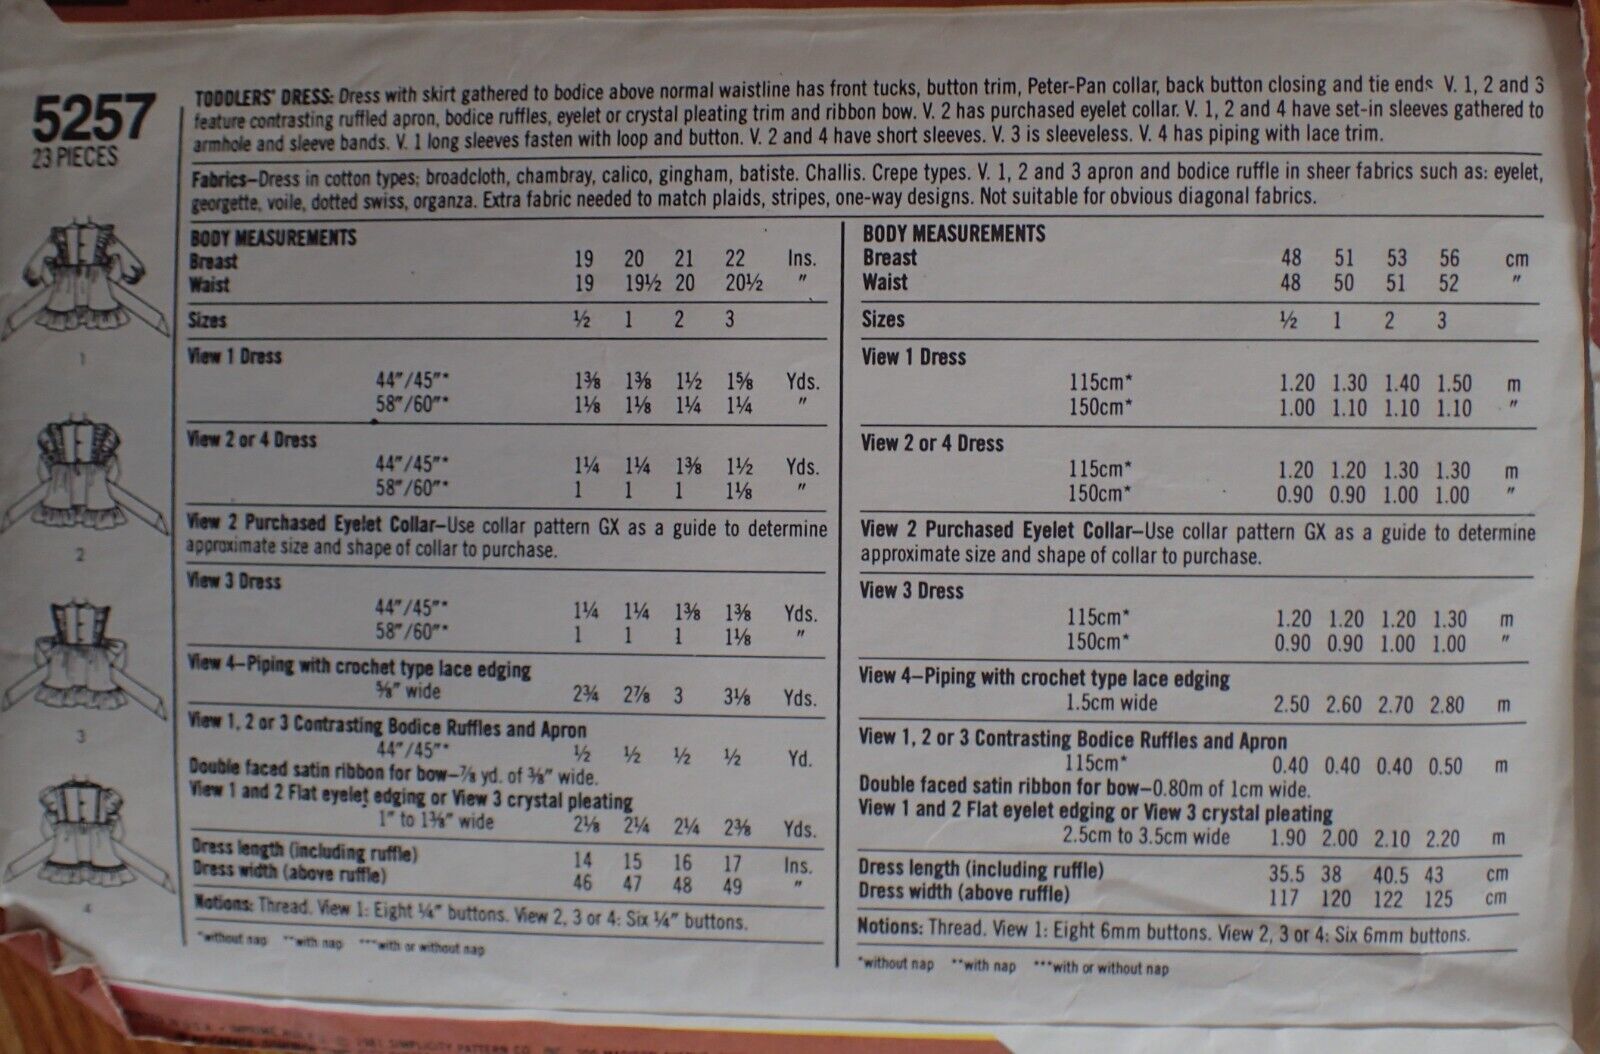 5257
23 PIECES
TODDLERS' DRESS: Dress with skirt gathered to bodice above normal waistline has front tucks, button trim, Peter-Pan collar, back button closing and tie ends V. 1, 2 and 3
feature contrasting ruffled apron, bodice ruffles, eyelet or crystal pleating trim and ribbon bow. V. 2 has purchased eyelet collar. V. 1, 2 and 4 have set-in sleeves gathered to
armhole and sleeve bands. V. 1 long sleeves fasten with loop and button. V. 2 and 4 have short sleeves. V. 3 is sleeveless. V. 4 has piping with lace trim.
Fabrics—Dress in cotton types: broadcloth, chambray, calico, gingham, batiste. Challis. Crepe types. V. 1, 2 and 3 apron and bodice ruffle in sheer fabrics such as: eyelet,
georgette, voile, dotted swiss, organza. Extra fabric needed to match plaids, stripes, one-way designs. Not suitable for obvious diagonal fabrics.
1
2
3
4
BODY MEASUREMENTS
Breast 19 20 21 22 Ins.
Waist 19 19½ 20 20½ "
Sizes ½ 1 2 3
View 1 Dress
44"/45"* 1⅜ 1⅜ 1½ 1⅝ Yds.
58"/60"* 1⅛ 1⅛ 1¼ 1¼ "
View 2 or 4 Dress
44"/45"* 1¼ 1¼ 1⅜ 1½ Yds.
58"/60"* 1 1 1 1⅛ "
View 2 Purchased Eyelet Collar—Use collar pattern GX as a guide to determine
approximate size and shape of collar to purchase.
View 3 Dress
44"/45"* 1¼ 1¼ 1⅜ 1⅜ Yds.
58"/60"* 1 1 1 1⅛ "
View 4—Piping with crochet type lace edging
⅝" wide 2¾ 2⅞ 3 3⅛ Yds.
View 1, 2 or 3 Contrasting Bodice Ruffles and Apron
44"/45"* ½ ½ ½ ½ Yd.
Double faced satin ribbon for bow—⅞ yd. of ⅜" wide.
View 1 and 2 Flat eyelet edging or View 3 crystal pleating
1" to 1⅜" wide 2⅛ 2¼ 2¼ 2⅜ Yds.
Dress length (including ruffle) 14 15 16 17 Ins.
Dress width (above ruffle) 46 47 48 49 "
Notions: Thread. View 1: Eight ¼" buttons. View 2, 3 or 4: Six ¼" buttons.
*without nap **with nap ***with or without nap
BODY MEASUREMENTS
Breast 48 51 53 56 cm
Waist 48 50 51 52 "
Sizes ½ 1 2 3
View 1 Dress
115cm* 1.20 1.30 1.40 1.50 m
150cm* 1.00 1.10 1.10 1.10 "
View 2 or 4 Dress
115cm* 1.20 1.20 1.30 1.30 m
150cm* 0.90 0.90 1.00 1.00 "
View 2 Purchased Eyelet Collar—Use collar pattern GX as a guide to determine
approximate size and shape of collar to purchase.
View 3 Dress
115cm* 1.20 1.20 1.20 1.30 m
150cm* 0.90 0.90 1.00 1.00 "
View 4—Piping with crochet type lace edging
1.5cm wide 2.50 2.60 2.70 2.80 m
View 1, 2 or 3 Contrasting Bodice Ruffles and Apron
115cm* 0.40 0.40 0.40 0.50 m
Double faced satin ribbon for bow—0.80m of 1cm wide.
View 1 and 2 Flat eyelet edging or View 3 crystal pleating
2.5cm to 3.5cm wide 1.90 2.00 2.10 2.20 m
Dress length (including ruffle) 35.5 38 40.5 43 cm
Dress width (above ruffle) 117 120 122 125 cm
Notions: Thread. View 1: Eight 6mm buttons. View 2, 3 or 4: Six 6mm buttons.
*without nap **with nap ***with or without nap
© 1981 SIMPLICITY PATTERN CO. INC.